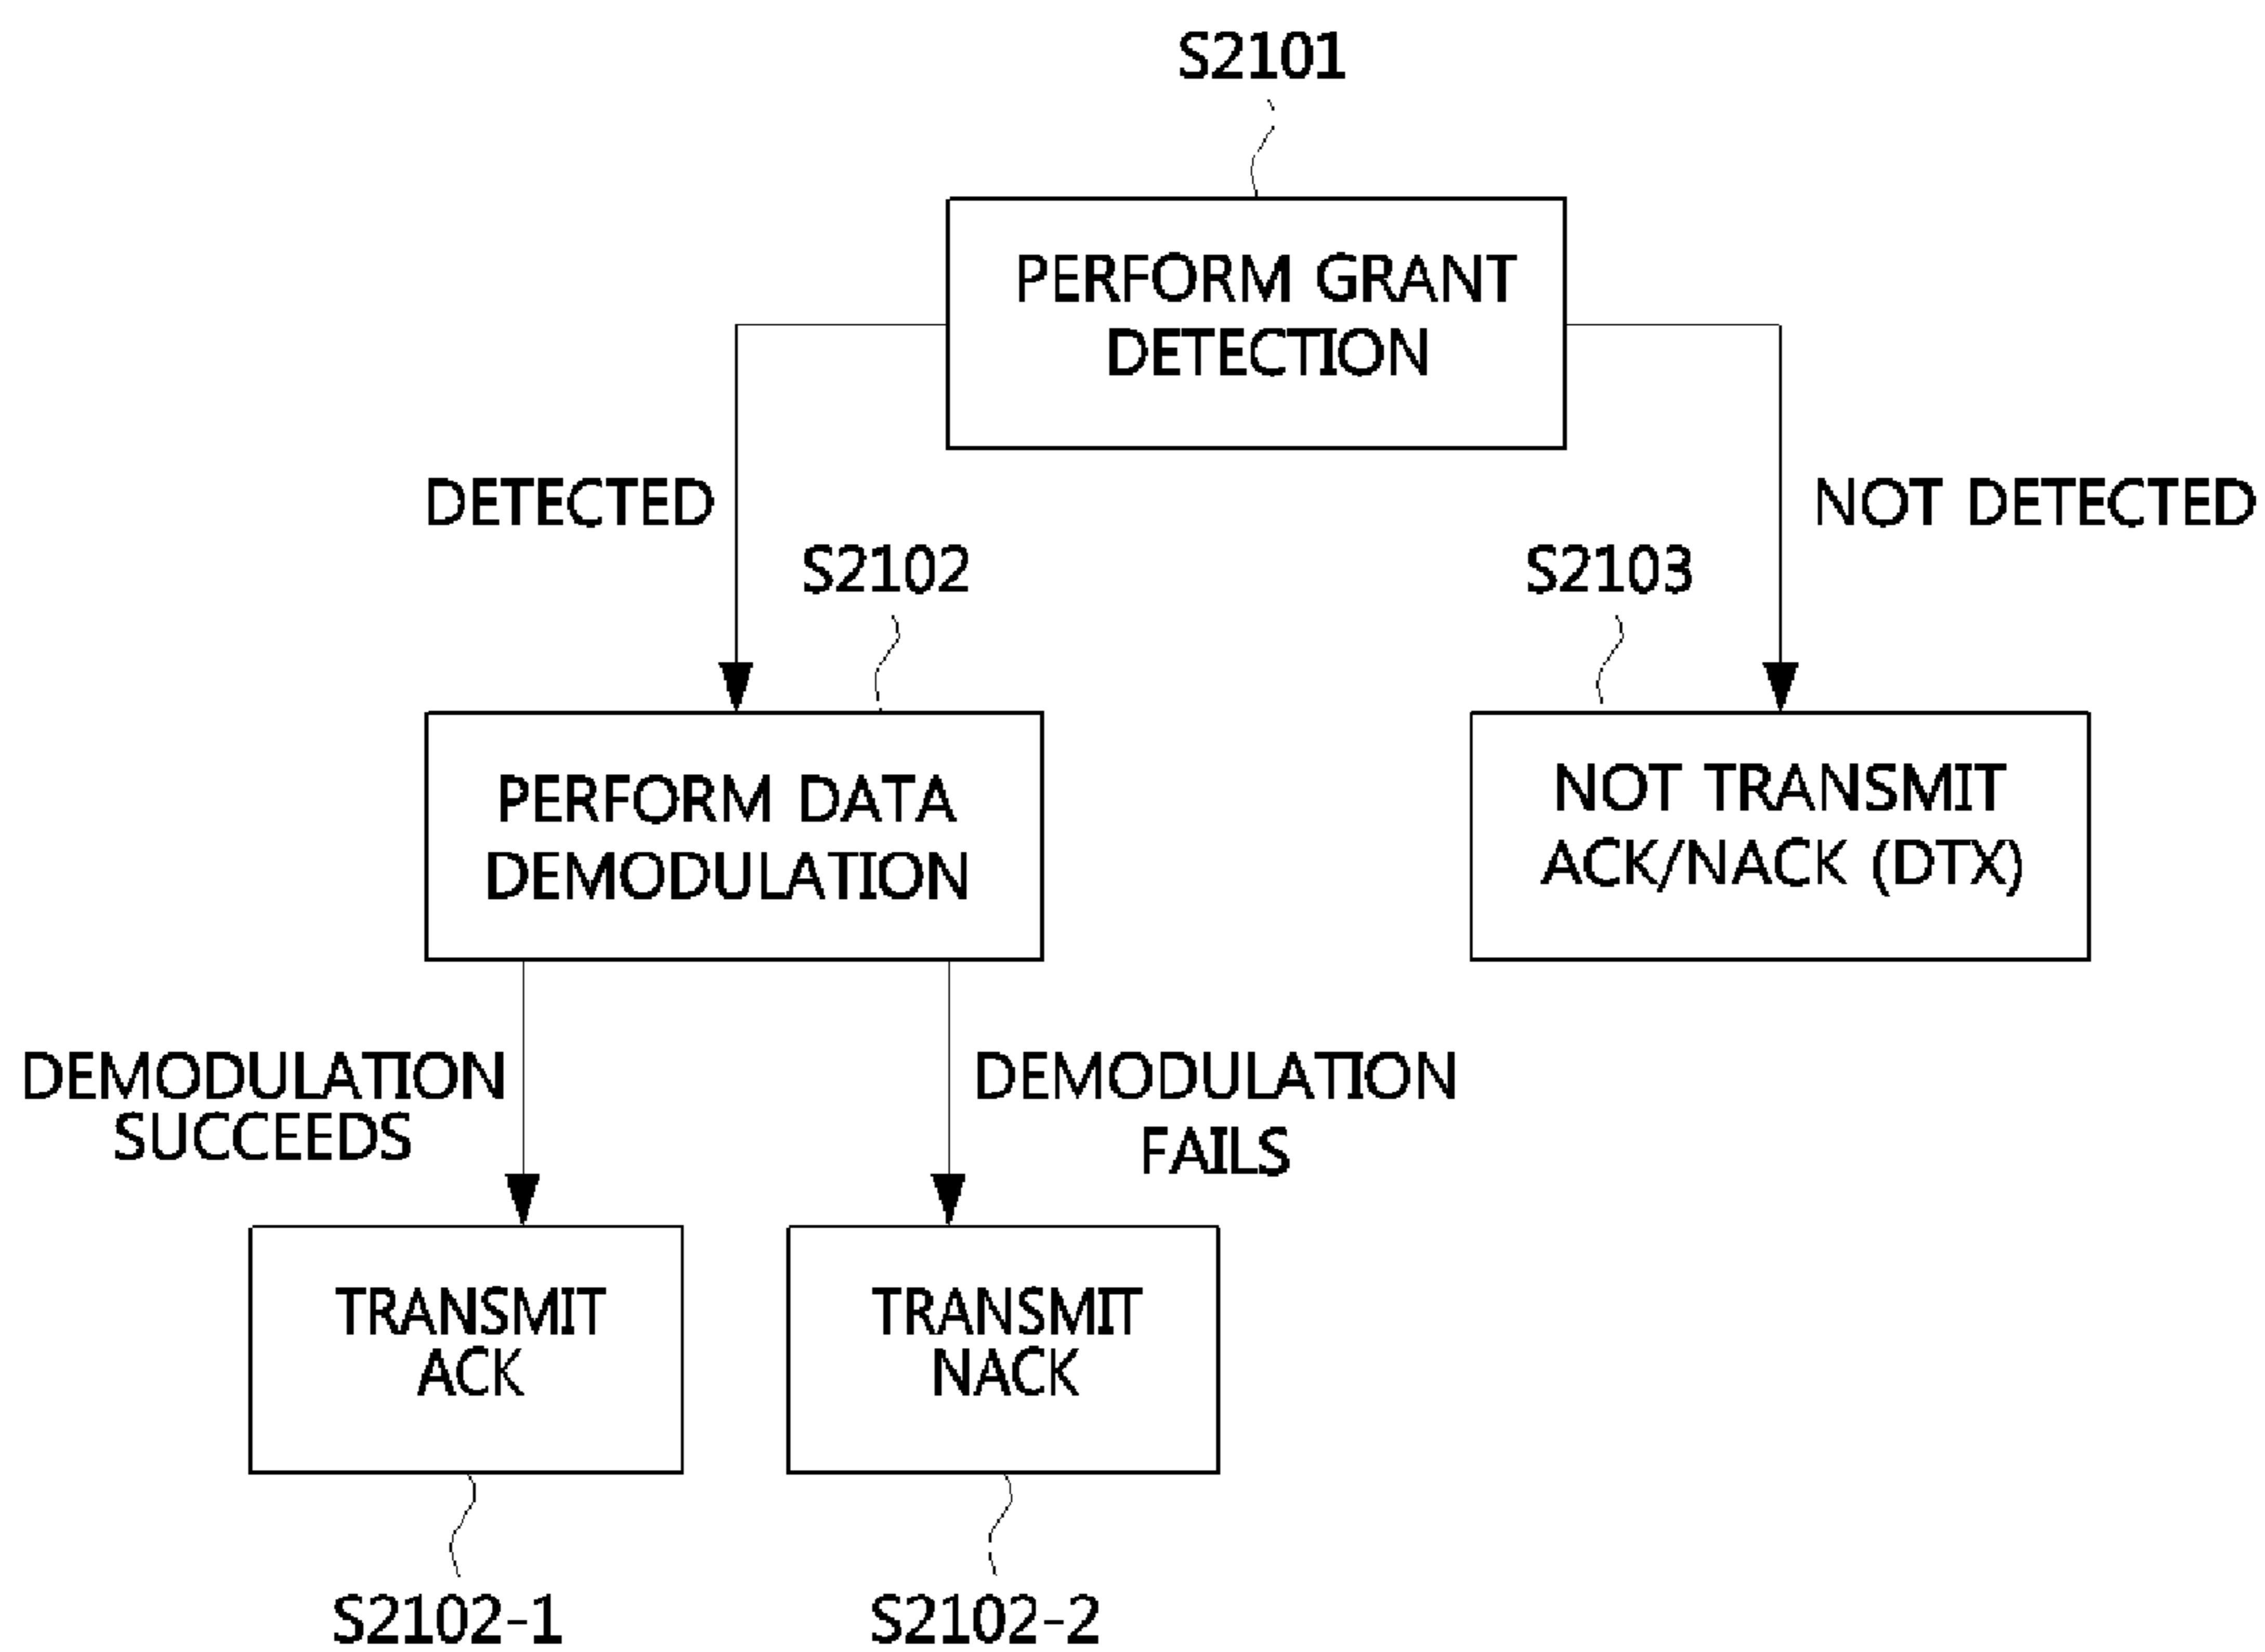 S2101
PERFORM GRANT
DETECTION
DETECTED
NOT DETECTED
S2102
S2103
PERFORM DATA
DEMODULATION
NOT TRANSMIT
ACK/NACK (DTX)
DEMODULATION
SUCCEEDS
DEMODULATION
FAILS
TRANSMIT
ACK
TRANSMIT
NACK
S2102-1
S2102-2